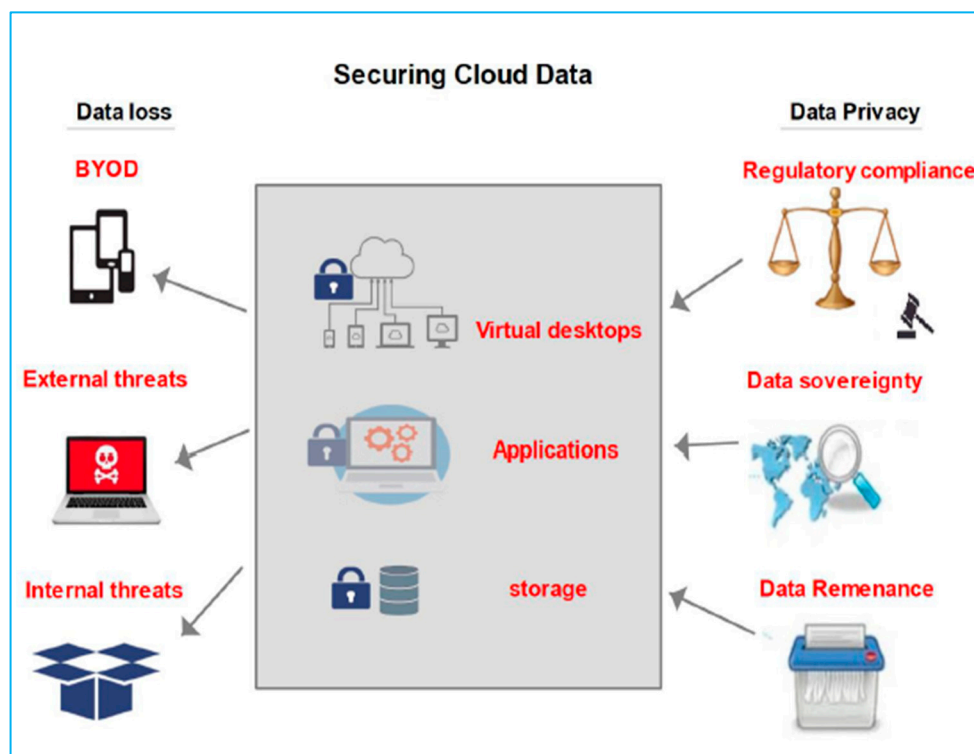 Securing Cloud Data
Data loss
Data Privacy
BYOD
Regulatory compliance
Virtual desktops
External threats
Data sovereignty
Applications
Internal threats
storage
Data Remenance